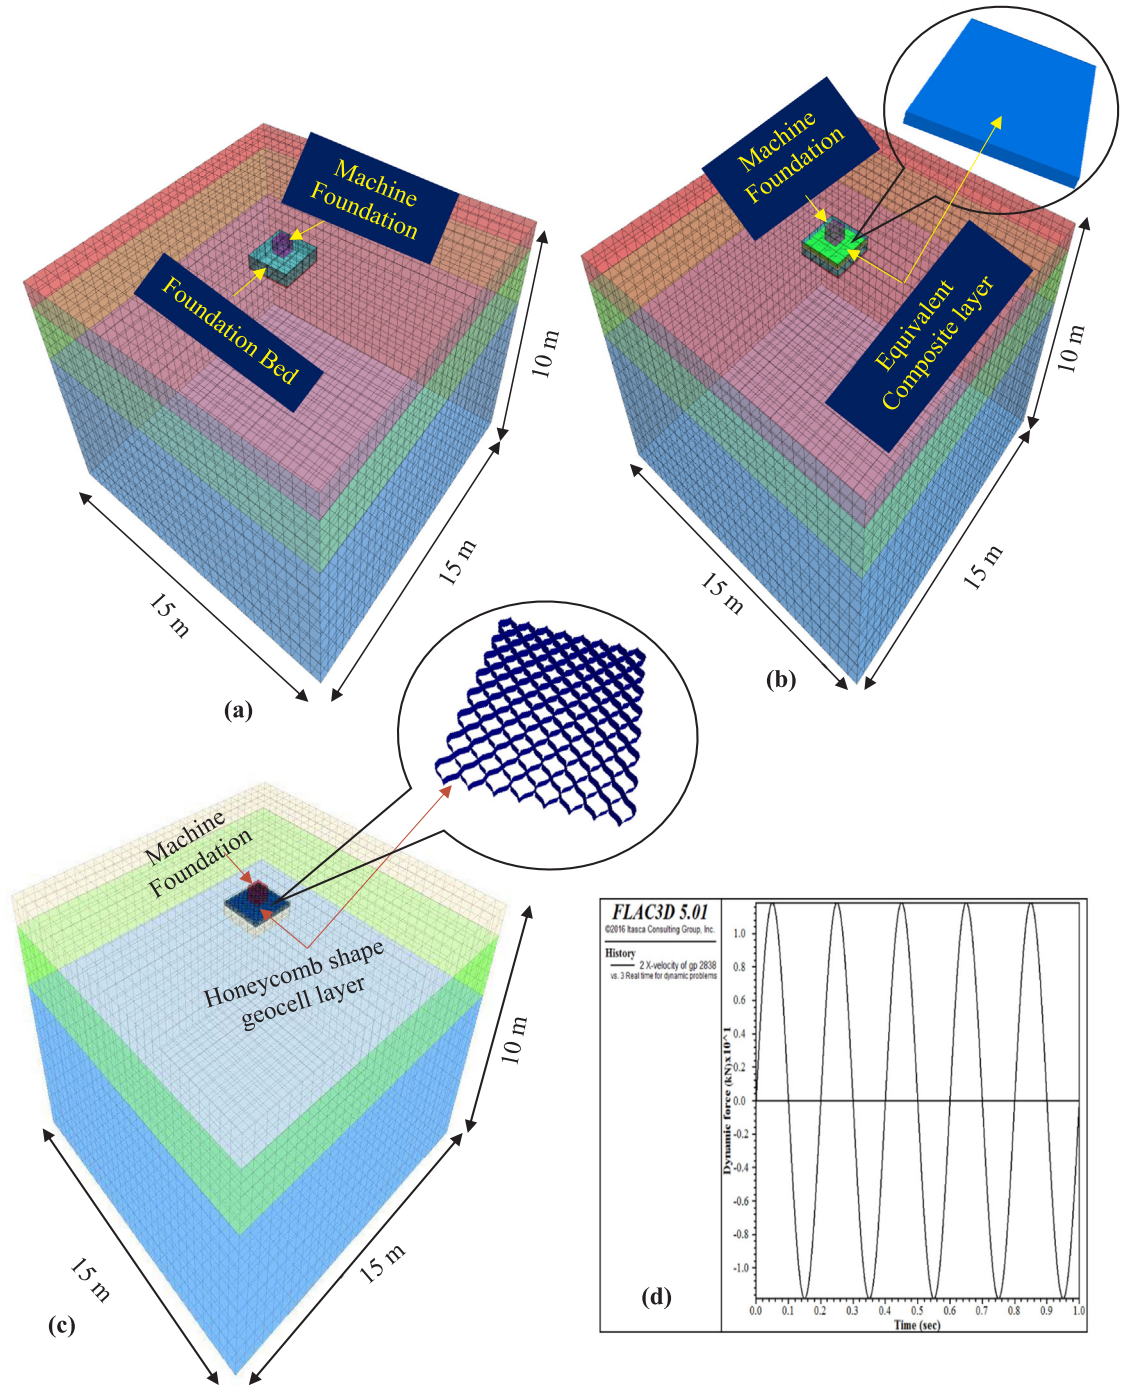 Machine
Foundation
Foundation Bed
10 m
15 m
15 m
(a)
Machine
Foundation
Equivalent
Composite layer
10 m
15 m
15 m
(b)
Machine
Foundation
Honeycomb shape
geocell layer
10 m
15 m
15 m
(c)
FLAC3D 5.01
©2016 Itasca Consulting Group, Inc.
History
2 X-velocity of gp 2838
vs. 3 Real time for dynamic problems
Dynamic force (kN)x10^1
1.0
0.8
0.6
0.4
0.2
0.0
-0.2
-0.4
-0.6
-0.8
-1.0
0.0 0.1 0.2 0.3 0.4 0.5 0.6 0.7 0.8 0.9 1.0
Time (sec)
(d)